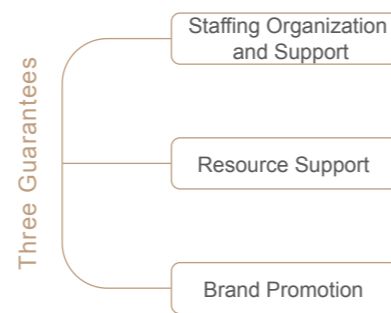 Three Guarantees
Staffing Organization
and Support
Resource Support
Brand Promotion